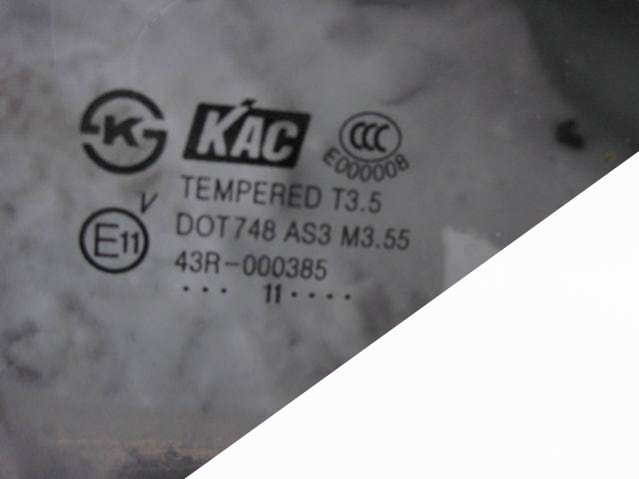 K KAC CCC
E000008
TEMPERED T3.5
V
DOT748 AS3 M3.55
E11
43R-000385
... 11 ....